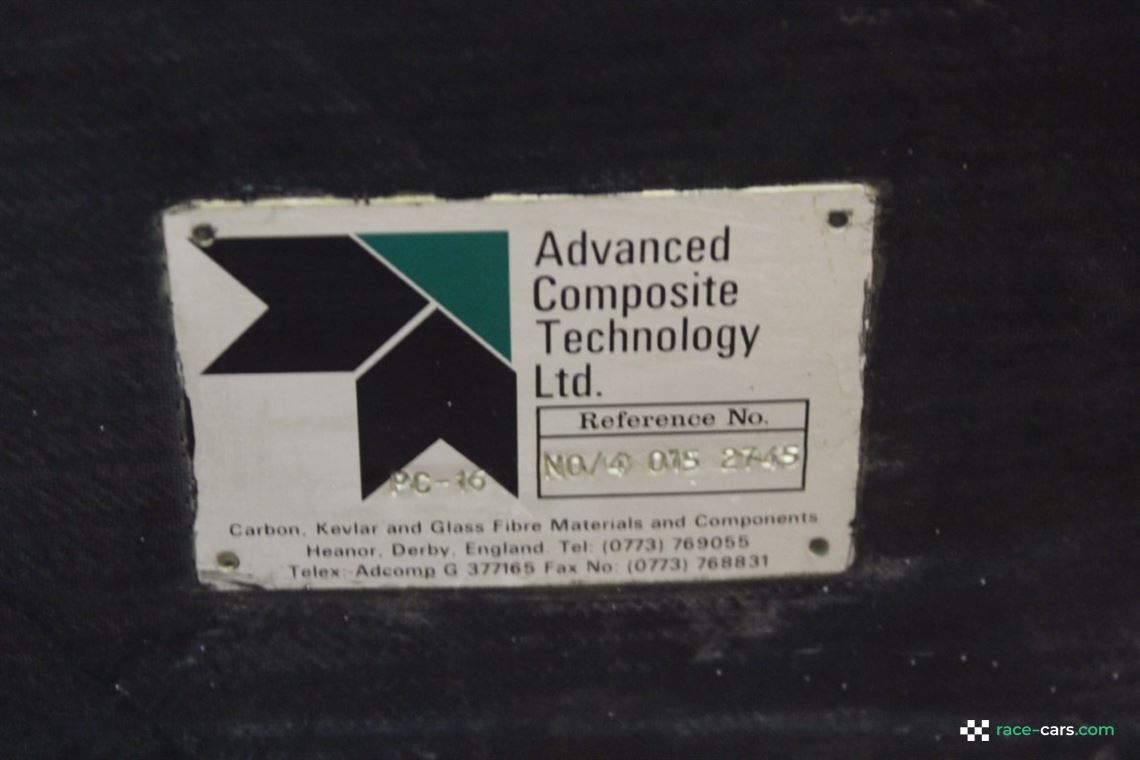 Advanced
Composite
Technology
Ltd.
Reference No.
NO/4 015 2745
PC-16
Carbon, Kevlar and Glass Fibre Materials and Components
Heanor, Derby, England. Tel: (0773) 769055
Telex: Adcomp G 377165 Fax No: (0773) 768831
race-cars.com